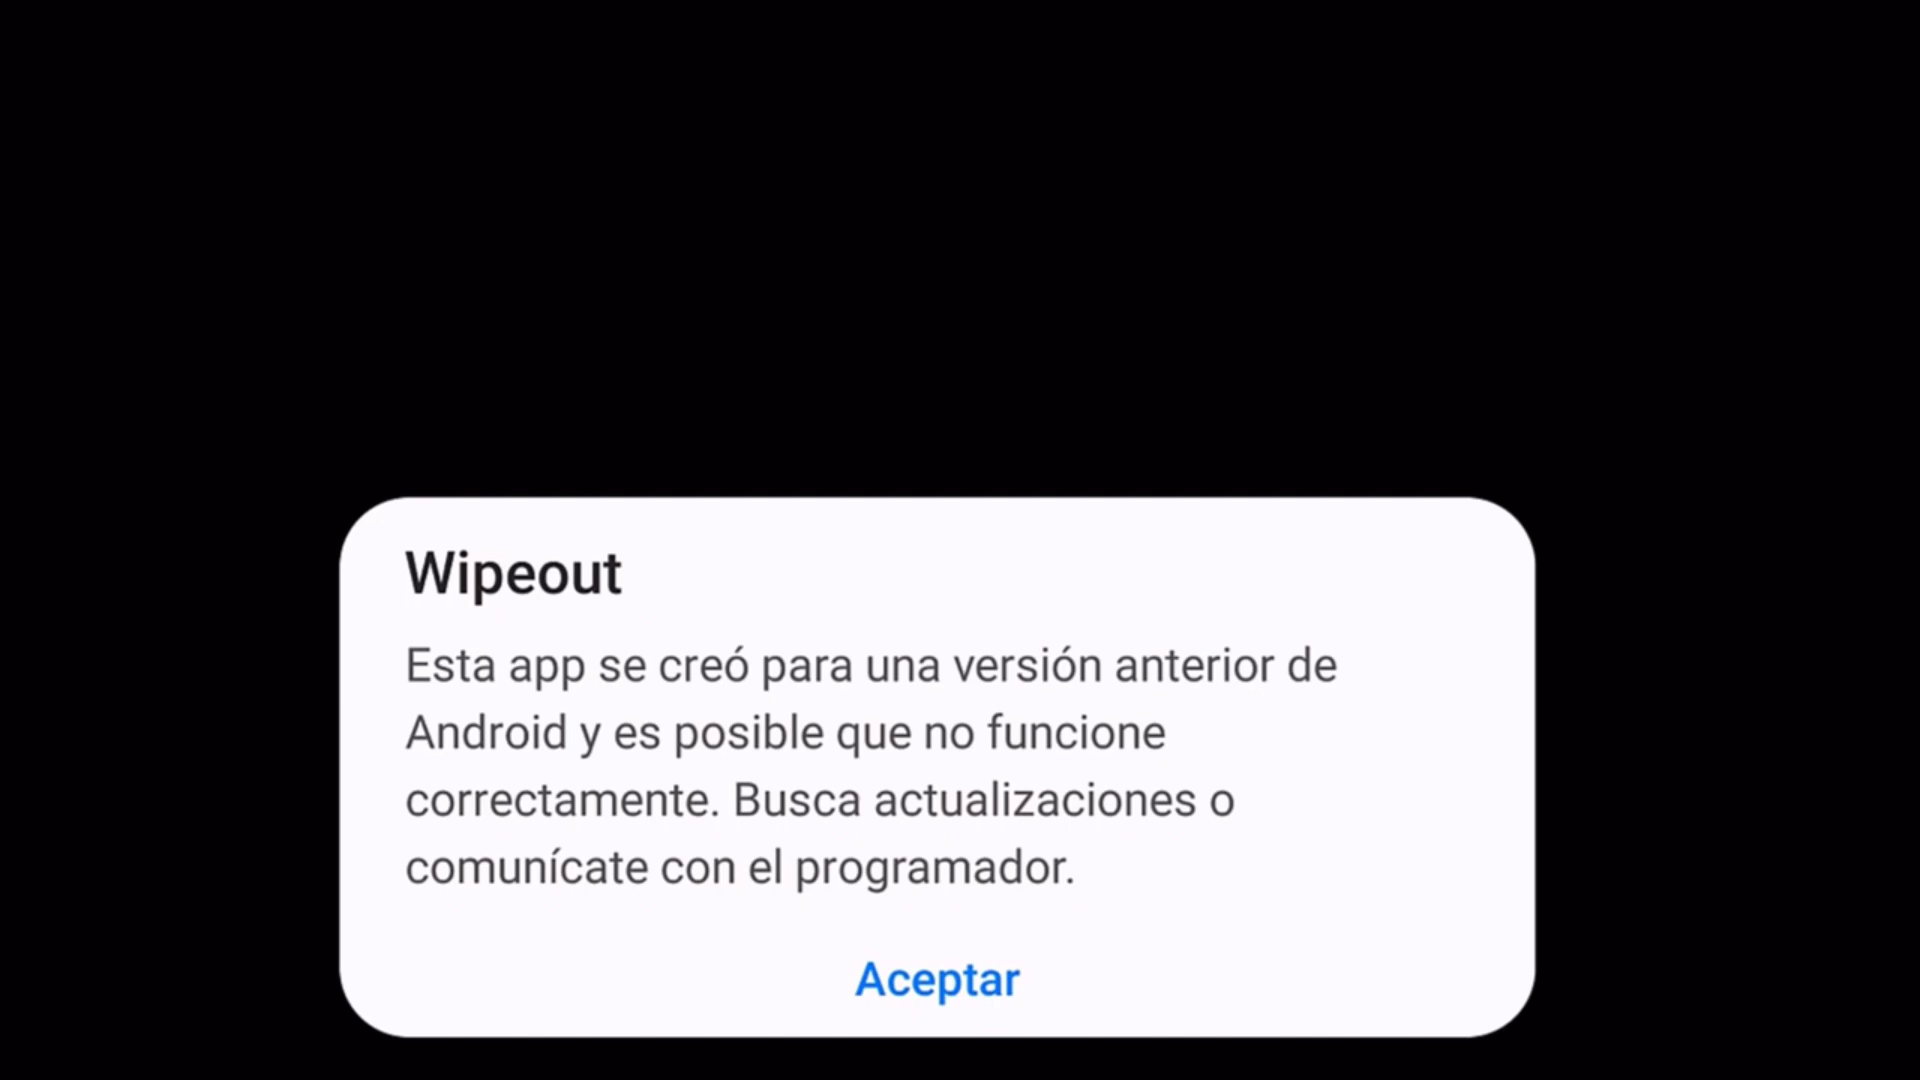 Wipeout
Esta app se creó para una versión anterior de
Android y es posible que no funcione
correctamente. Busca actualizaciones o
comunícate con el programador.
Aceptar